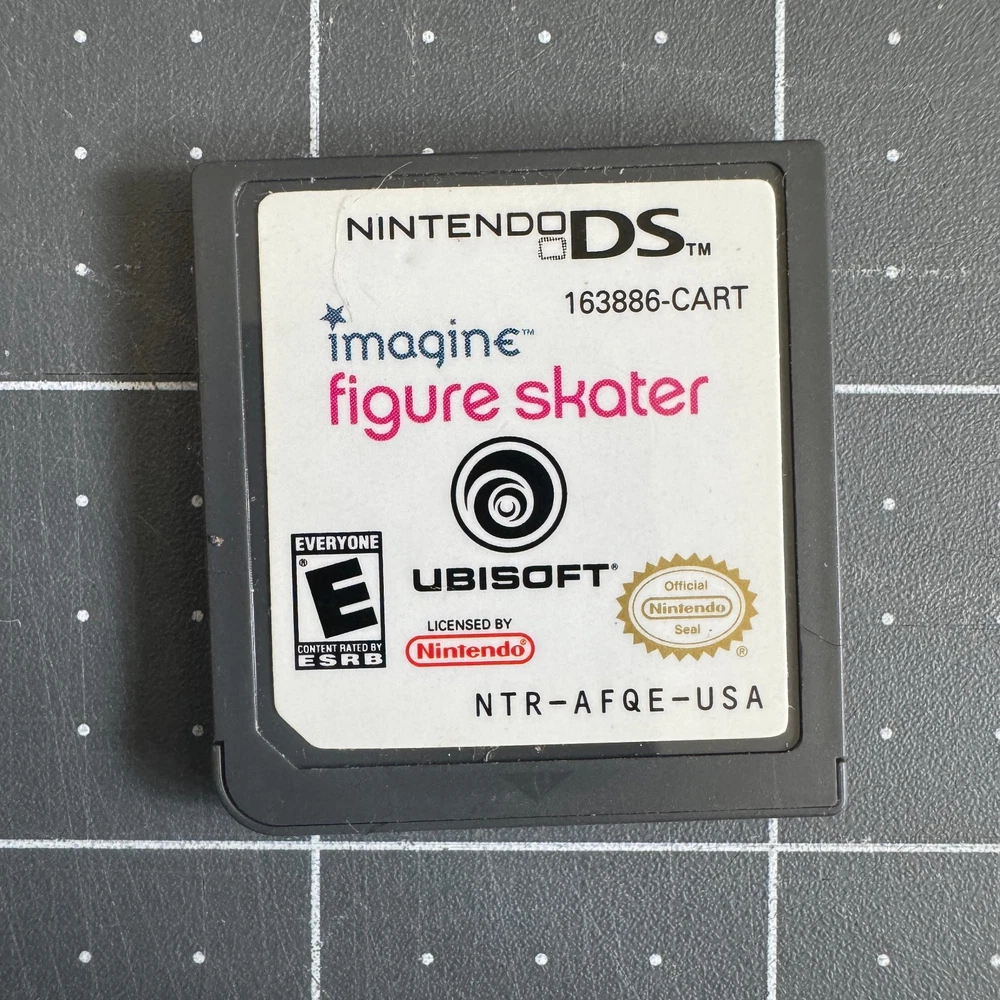 NINTENDO DS™
163886-CART
imagine™
figure skater
EVERYONE
E
®
CONTENT RATED BY
ESRB
UBISOFT®
LICENSED BY
Nintendo®
Official
Nintendo
Seal
®
NTR-AFQE-USA